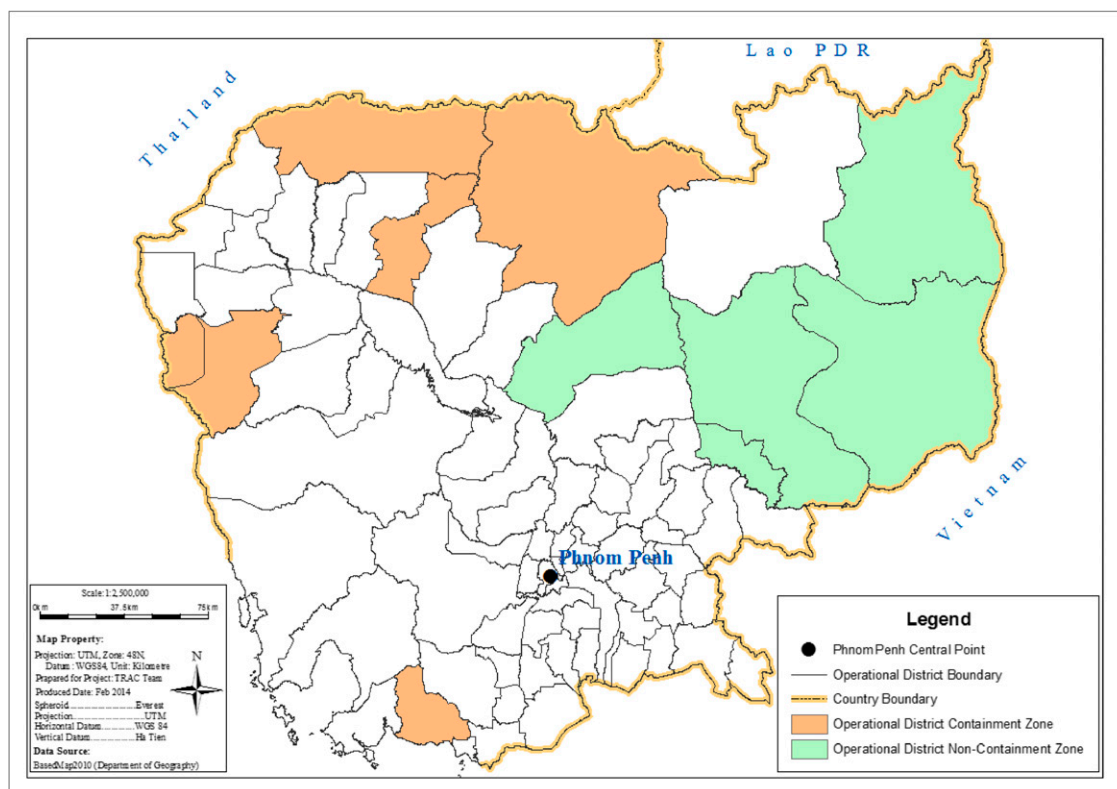 Lao PDR
Thailand
Vietnam
Phnom Penh
Scale: 1:2,500,000
0km 37.5km 75km
Map Property:
Projection: UTM, Zone: 48N,
Datum : WGS84, Unit: Kilometre
Prepared for Project: TRAC Team
Produced Date: Feb 2014
Spheroid.......................Everest
Projection.......................UTM
Horizontal Datum...........WGS 84
Vertical Datum...............Ha Tien
Data Source:
BasedMap2010 (Department of Geography)
N
Legend
Phnom Penh Central Point
Operational District Boundary
Country Boundary
Operational District Containment Zone
Operational District Non-Containment Zone